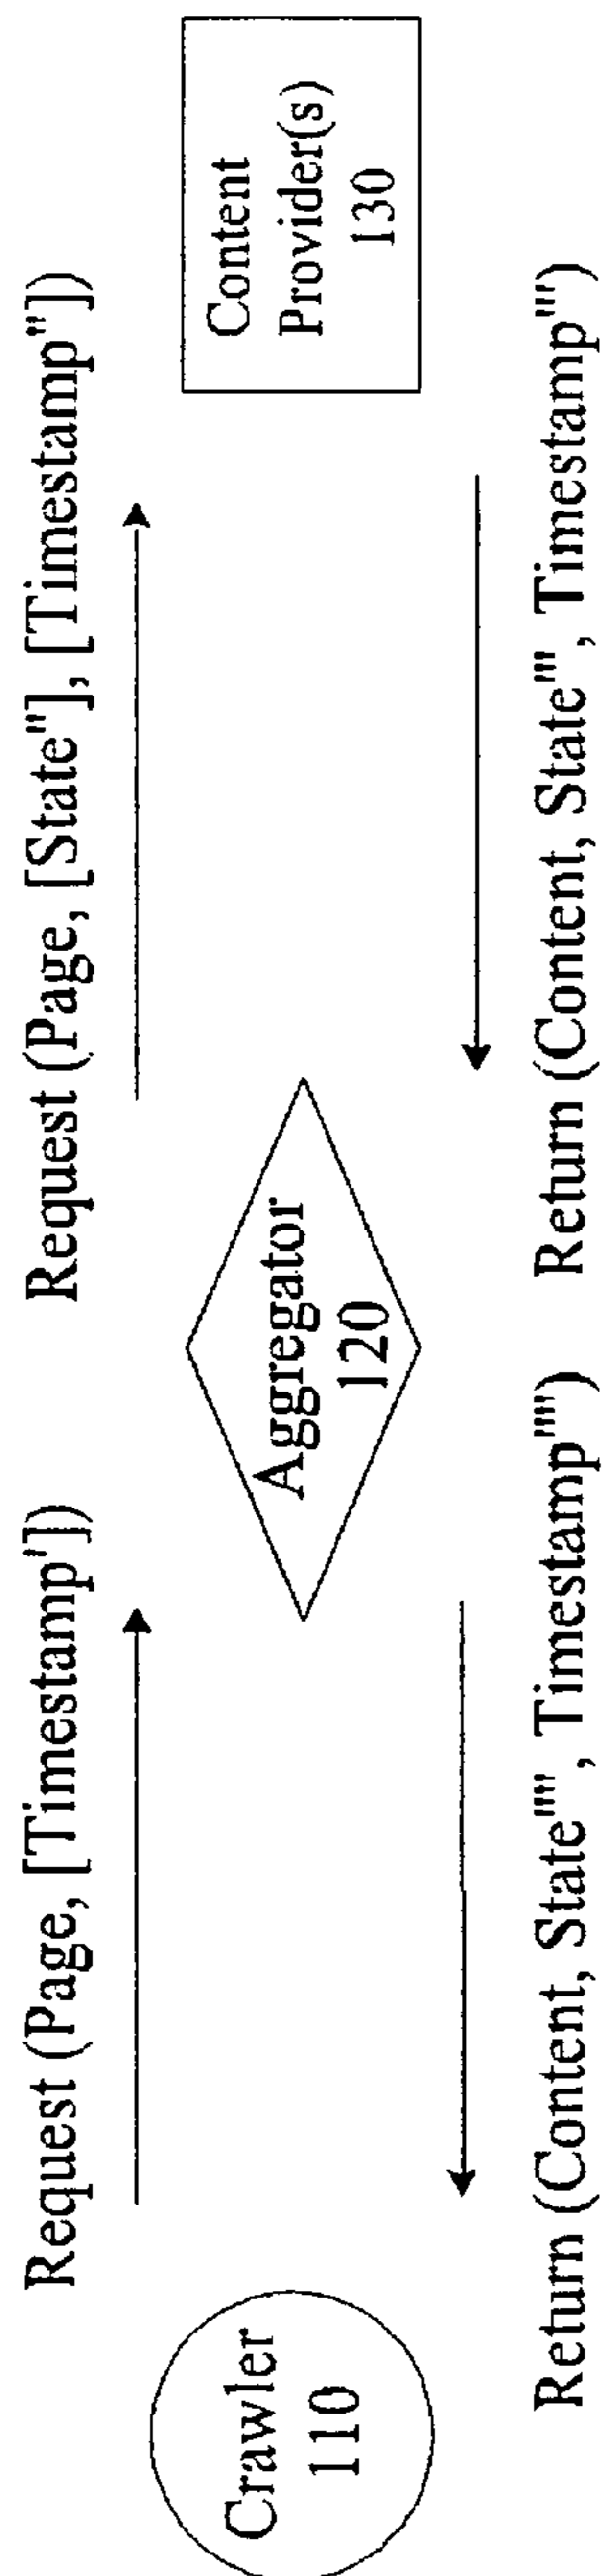 Request (Page, [Timestamp'])
Request (Page, [State''], [Timestamp''])
Crawler
110
Aggregator
120
Content
Provider(s)
130
Return (Content, State'''', Timestamp'''')
Return (Content, State''', Timestamp''')